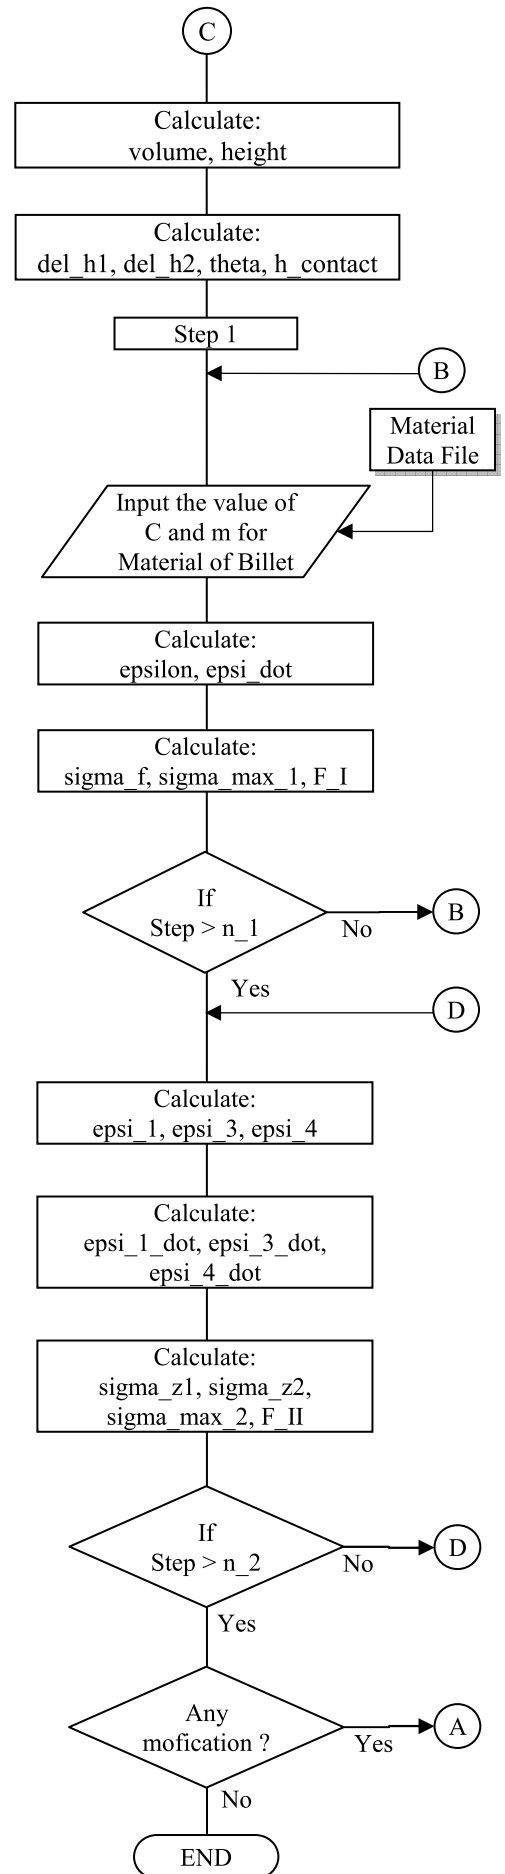 C
Calculate:
volume, height
Calculate:
del_h1, del_h2, theta, h_contact
Step 1
B
Material
Data File
Input the value of
C and m for
Material of Billet
Calculate:
epsilon, epsi_dot
Calculate:
sigma_f, sigma_max_1, F_I
If
Step > n_1
No
B
Yes
D
Calculate:
epsi_1, epsi_3, epsi_4
Calculate:
epsi_1_dot, epsi_3_dot,
epsi_4_dot
Calculate:
sigma_z1, sigma_z2,
sigma_max_2, F_II
If
Step > n_2
No
D
Yes
Any
mofication ?
Yes
A
No
END